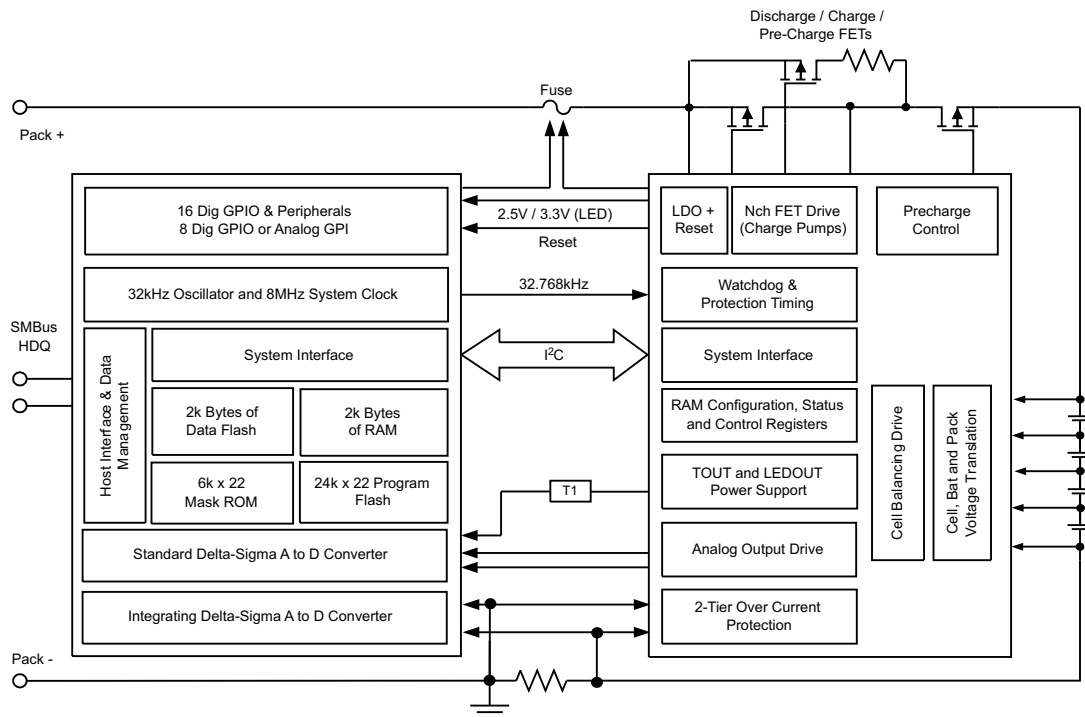 Discharge / Charge /
Pre-Charge FETs
Fuse
Pack +
16 Dig GPIO & Peripherals
8 Dig GPIO or Analog GPI
2.5V / 3.3V (LED)
Reset
LDO +
Reset
Nch FET Drive
(Charge Pumps)
Precharge
Control
32kHz Oscillator and 8MHz System Clock
32.768kHz
Watchdog &
Protection Timing
SMBus
HDQ
Host Interface & Data
Management
System Interface
I²C
System Interface
2k Bytes of
Data Flash
2k Bytes
of RAM
RAM Configuration, Status
and Control Registers
6k x 22
Mask ROM
24k x 22 Program
Flash
T1
TOUT and LEDOUT
Power Support
Cell Balancing Drive
Cell, Bat and Pack
Voltage Translation
Standard Delta-Sigma A to D Converter
Analog Output Drive
Integrating Delta-Sigma A to D Converter
2-Tier Over Current
Protection
Pack -